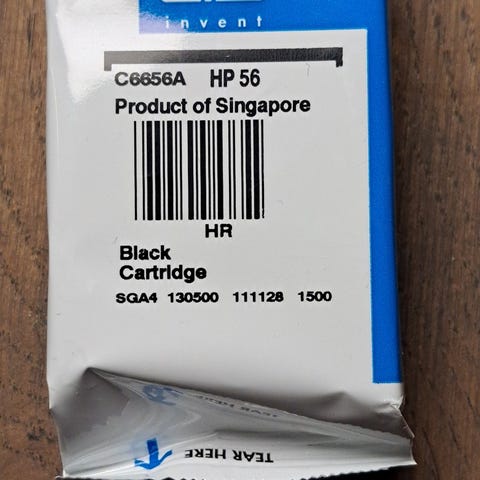 invent
C6656A HP 56
Product of Singapore
HR
Black
Cartridge
SGA4 130500 111128 1500
TEAR HERE